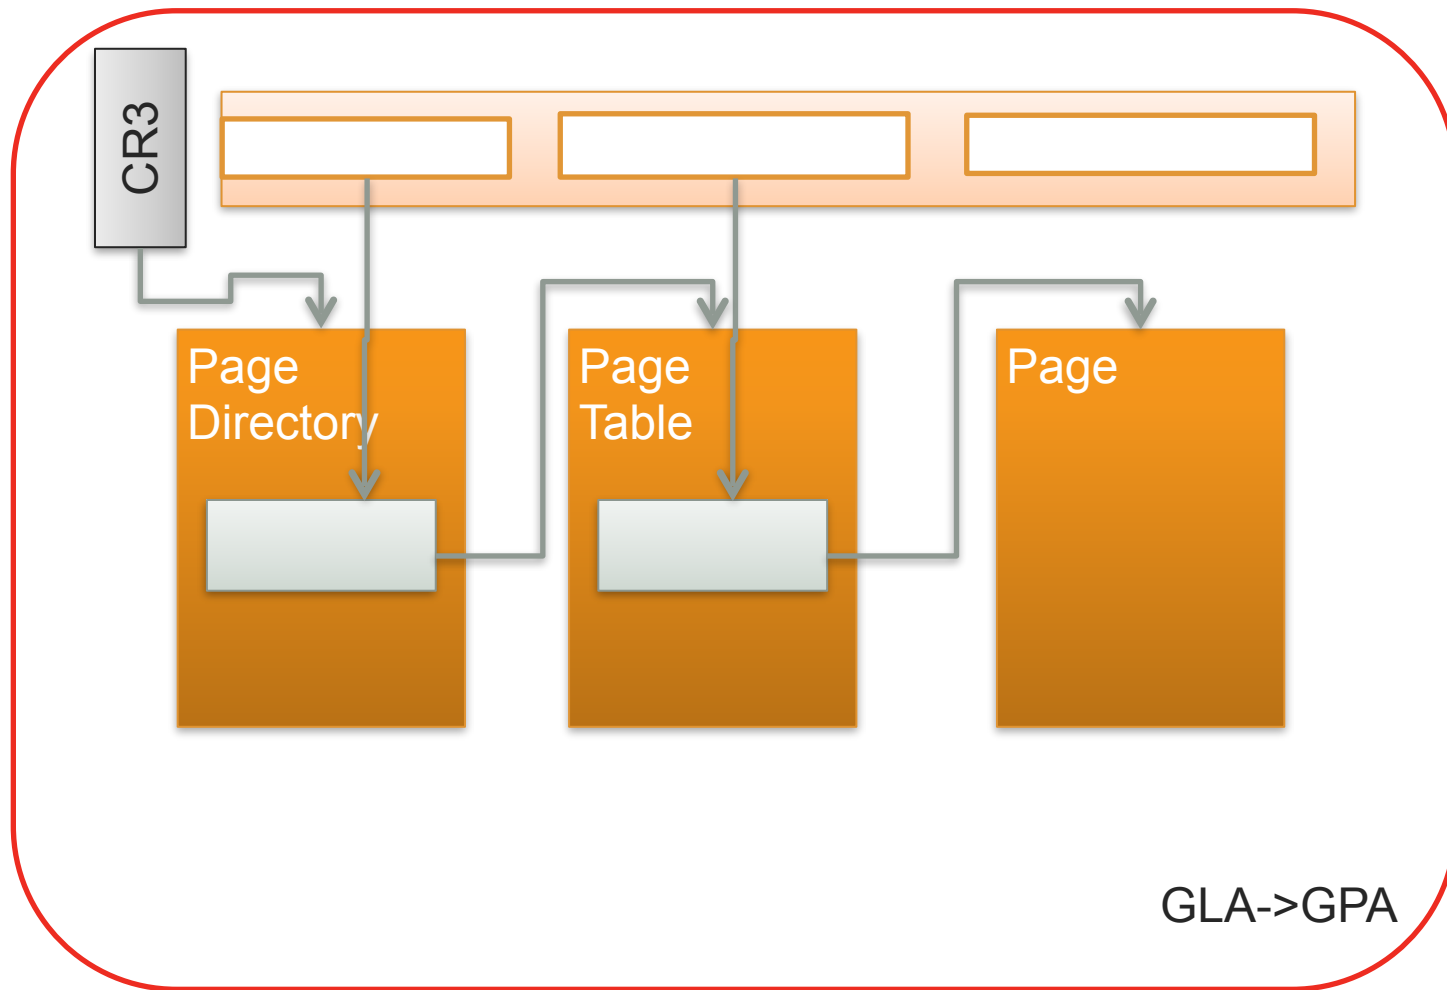 CR3
Page
Directory
Page
Table
Page
GLA->GPA